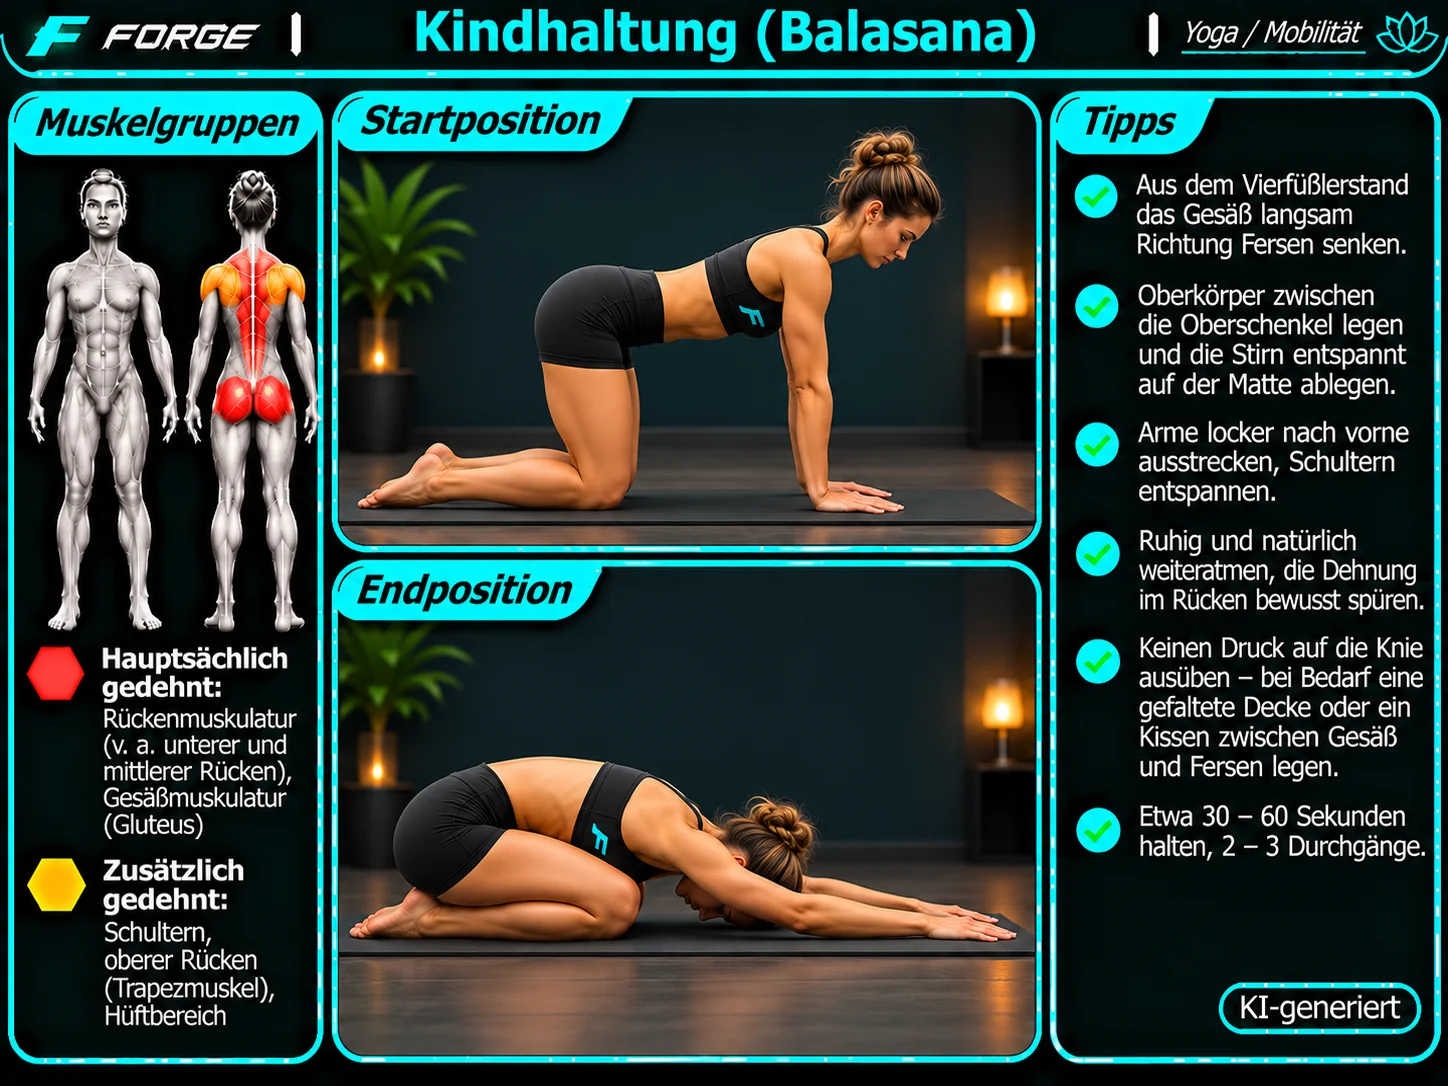 FORGE
Kindhaltung (Balasana)
Yoga / Mobilität
Muskelgruppen
Hauptsächlich
gedehnt:
Rückenmuskulatur
(v. a. unterer und
mittlerer Rücken),
Gesäßmuskulatur
(Gluteus)
Zusätzlich
gedehnt:
Schultern,
oberer Rücken
(Trapezmuskel),
Hüftbereich
Startposition
Endposition
Tipps
Aus dem Vierfüßlerstand
das Gesäß langsam
Richtung Fersen senken.
Oberkörper zwischen
die Oberschenkel legen
und die Stirn entspannt
auf der Matte ablegen.
Arme locker nach vorne
ausstrecken, Schultern
entspannen.
Ruhig und natürlich
weiteratmen, die Dehnung
im Rücken bewusst spüren.
Keinen Druck auf die Knie
ausüben – bei Bedarf eine
gefaltete Decke oder ein
Kissen zwischen Gesäß
und Fersen legen.
Etwa 30 – 60 Sekunden
halten, 2 – 3 Durchgänge.
KI-generiert